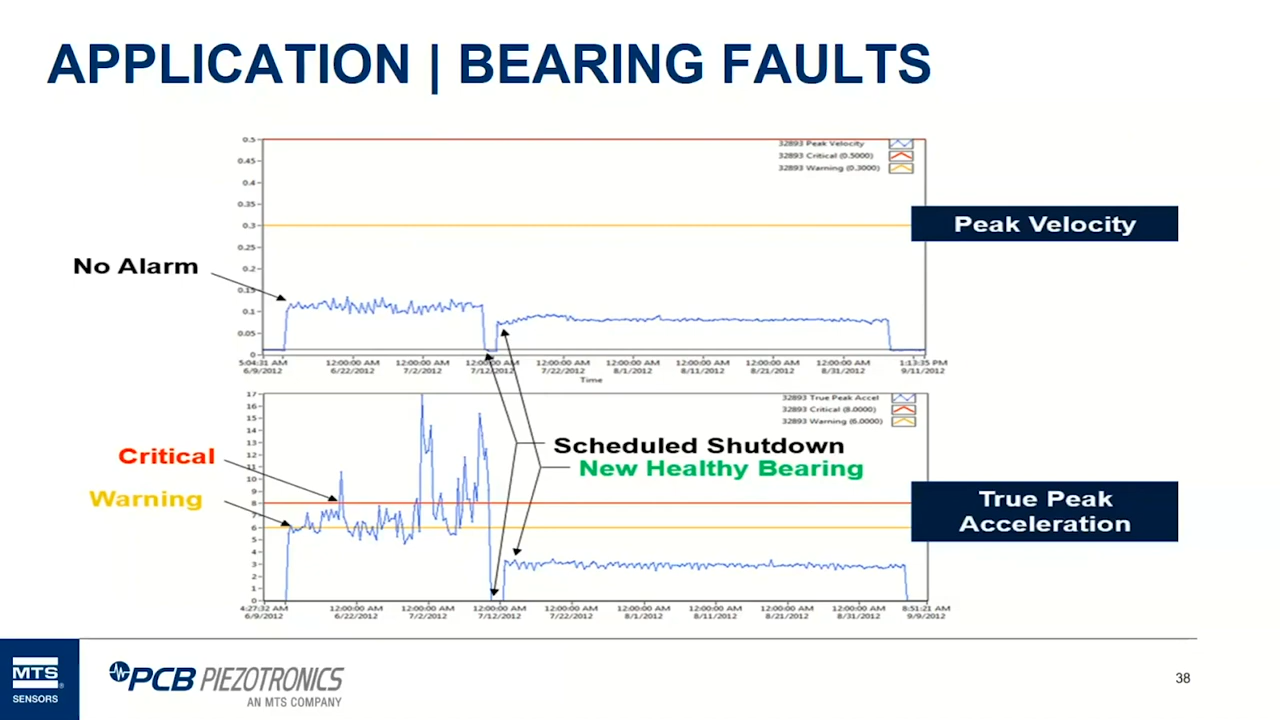 APPLICATION | BEARING FAULTS
0.5
0.45
0.4
0.35
0.3
0.25
0.2
0.15
0.1
0.05
0
32893 Peak Velocity
32893 Critical (0.5000)
32893 Warning (0.3000)
Peak Velocity
No Alarm
5:04:31 AM 12:00:00 AM 12:00:00 AM 12:00:00 AM 12:00:00 AM 12:00:00 AM 12:00:00 AM 12:00:00 AM 12:00:00 AM 1:13:35 PM
6/9/2012 6/22/2012 7/2/2012 7/12/2012 7/22/2012 8/1/2012 8/11/2012 8/21/2012 8/31/2012 9/11/2012
Time
17
16
15
14
13
12
11
10
9
8
7
6
5
4
3
2
1
0
32893 True Peak Accel
32893 Critical (8.0000)
32893 Warning (6.0000)
Critical
Warning
Scheduled Shutdown
New Healthy Bearing
True Peak
Acceleration
4:27:32 AM 12:00:00 AM 12:00:00 AM 12:00:00 AM 12:00:00 AM 12:00:00 AM 12:00:00 AM 12:00:00 AM 12:00:00 AM 8:51:21 AM
6/9/2012 6/22/2012 7/2/2012 7/12/2012 7/22/2012 8/1/2012 8/11/2012 8/21/2012 8/31/2012 9/9/2012
MTS
SENSORS
PCB PIEZOTRONICS
AN MTS COMPANY
38